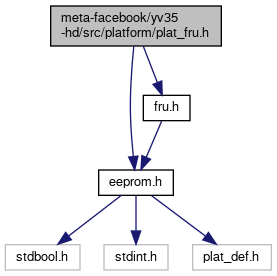 meta-facebook/yv35
-hd/src/platform/plat_fru.h
fru.h
eeprom.h
stdbool.h
stdint.h
plat_def.h